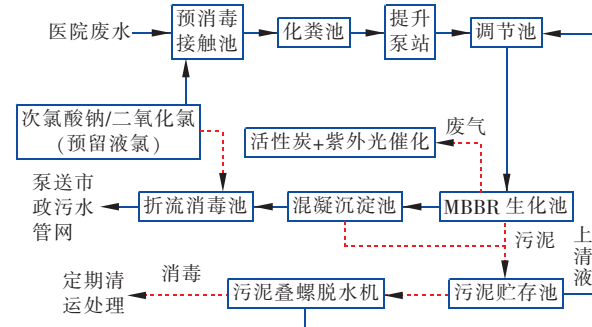 医院废水
预消毒
接触池
化粪池
提升
泵站
调节池
次氯酸钠/二氧化氯
(预留液氯)
活性炭+紫外光催化
废气
泵送市
政污水
管网
折流消毒池
混凝沉淀池
MBBR 生化池
污泥
上
清
液
定期清
运处理
消毒
污泥叠螺脱水机
污泥贮存池